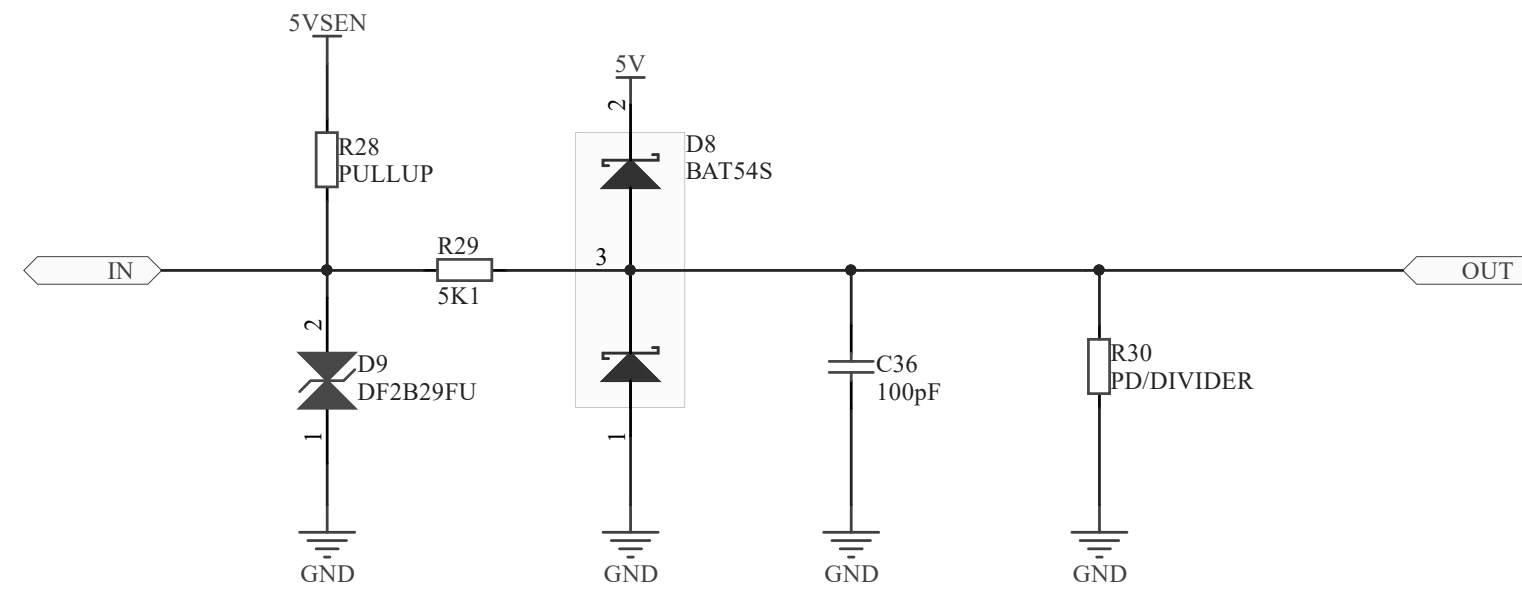 5VSEN
5V
2
R28
PULLUP
D8
BAT54S
IN
R29
5K1
3
OUT
2
D9
DF2B29FU
1
1
C36
100pF
R30
PD/DIVIDER
GND
GND
GND
GND